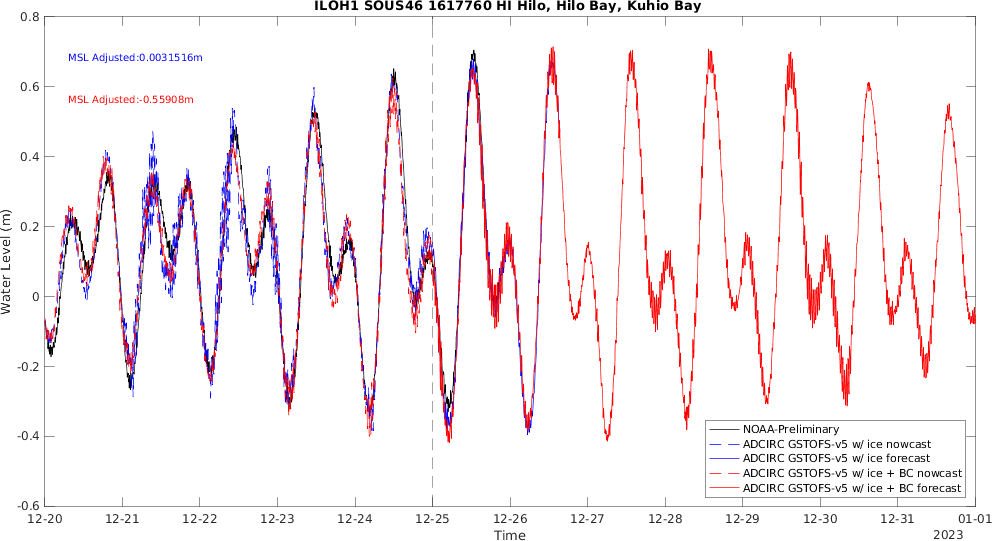 ILOH1 SOUS46 1617760 HI Hilo, Hilo Bay, Kuhio Bay
0.8
0.6
0.4
0.2
0
-0.2
-0.4
-0.6
Water Level (m)
MSL Adjusted:0.0031516m
MSL Adjusted:-0.55908m
NOAA-Preliminary
ADCIRC GSTOFS-v5 w/ ice nowcast
ADCIRC GSTOFS-v5 w/ ice forecast
ADCIRC GSTOFS-v5 w/ ice + BC nowcast
ADCIRC GSTOFS-v5 w/ ice + BC forecast
12-20 12-21 12-22 12-23 12-24 12-25 12-26 12-27 12-28 12-29 12-30 12-31 01-01
Time
2023